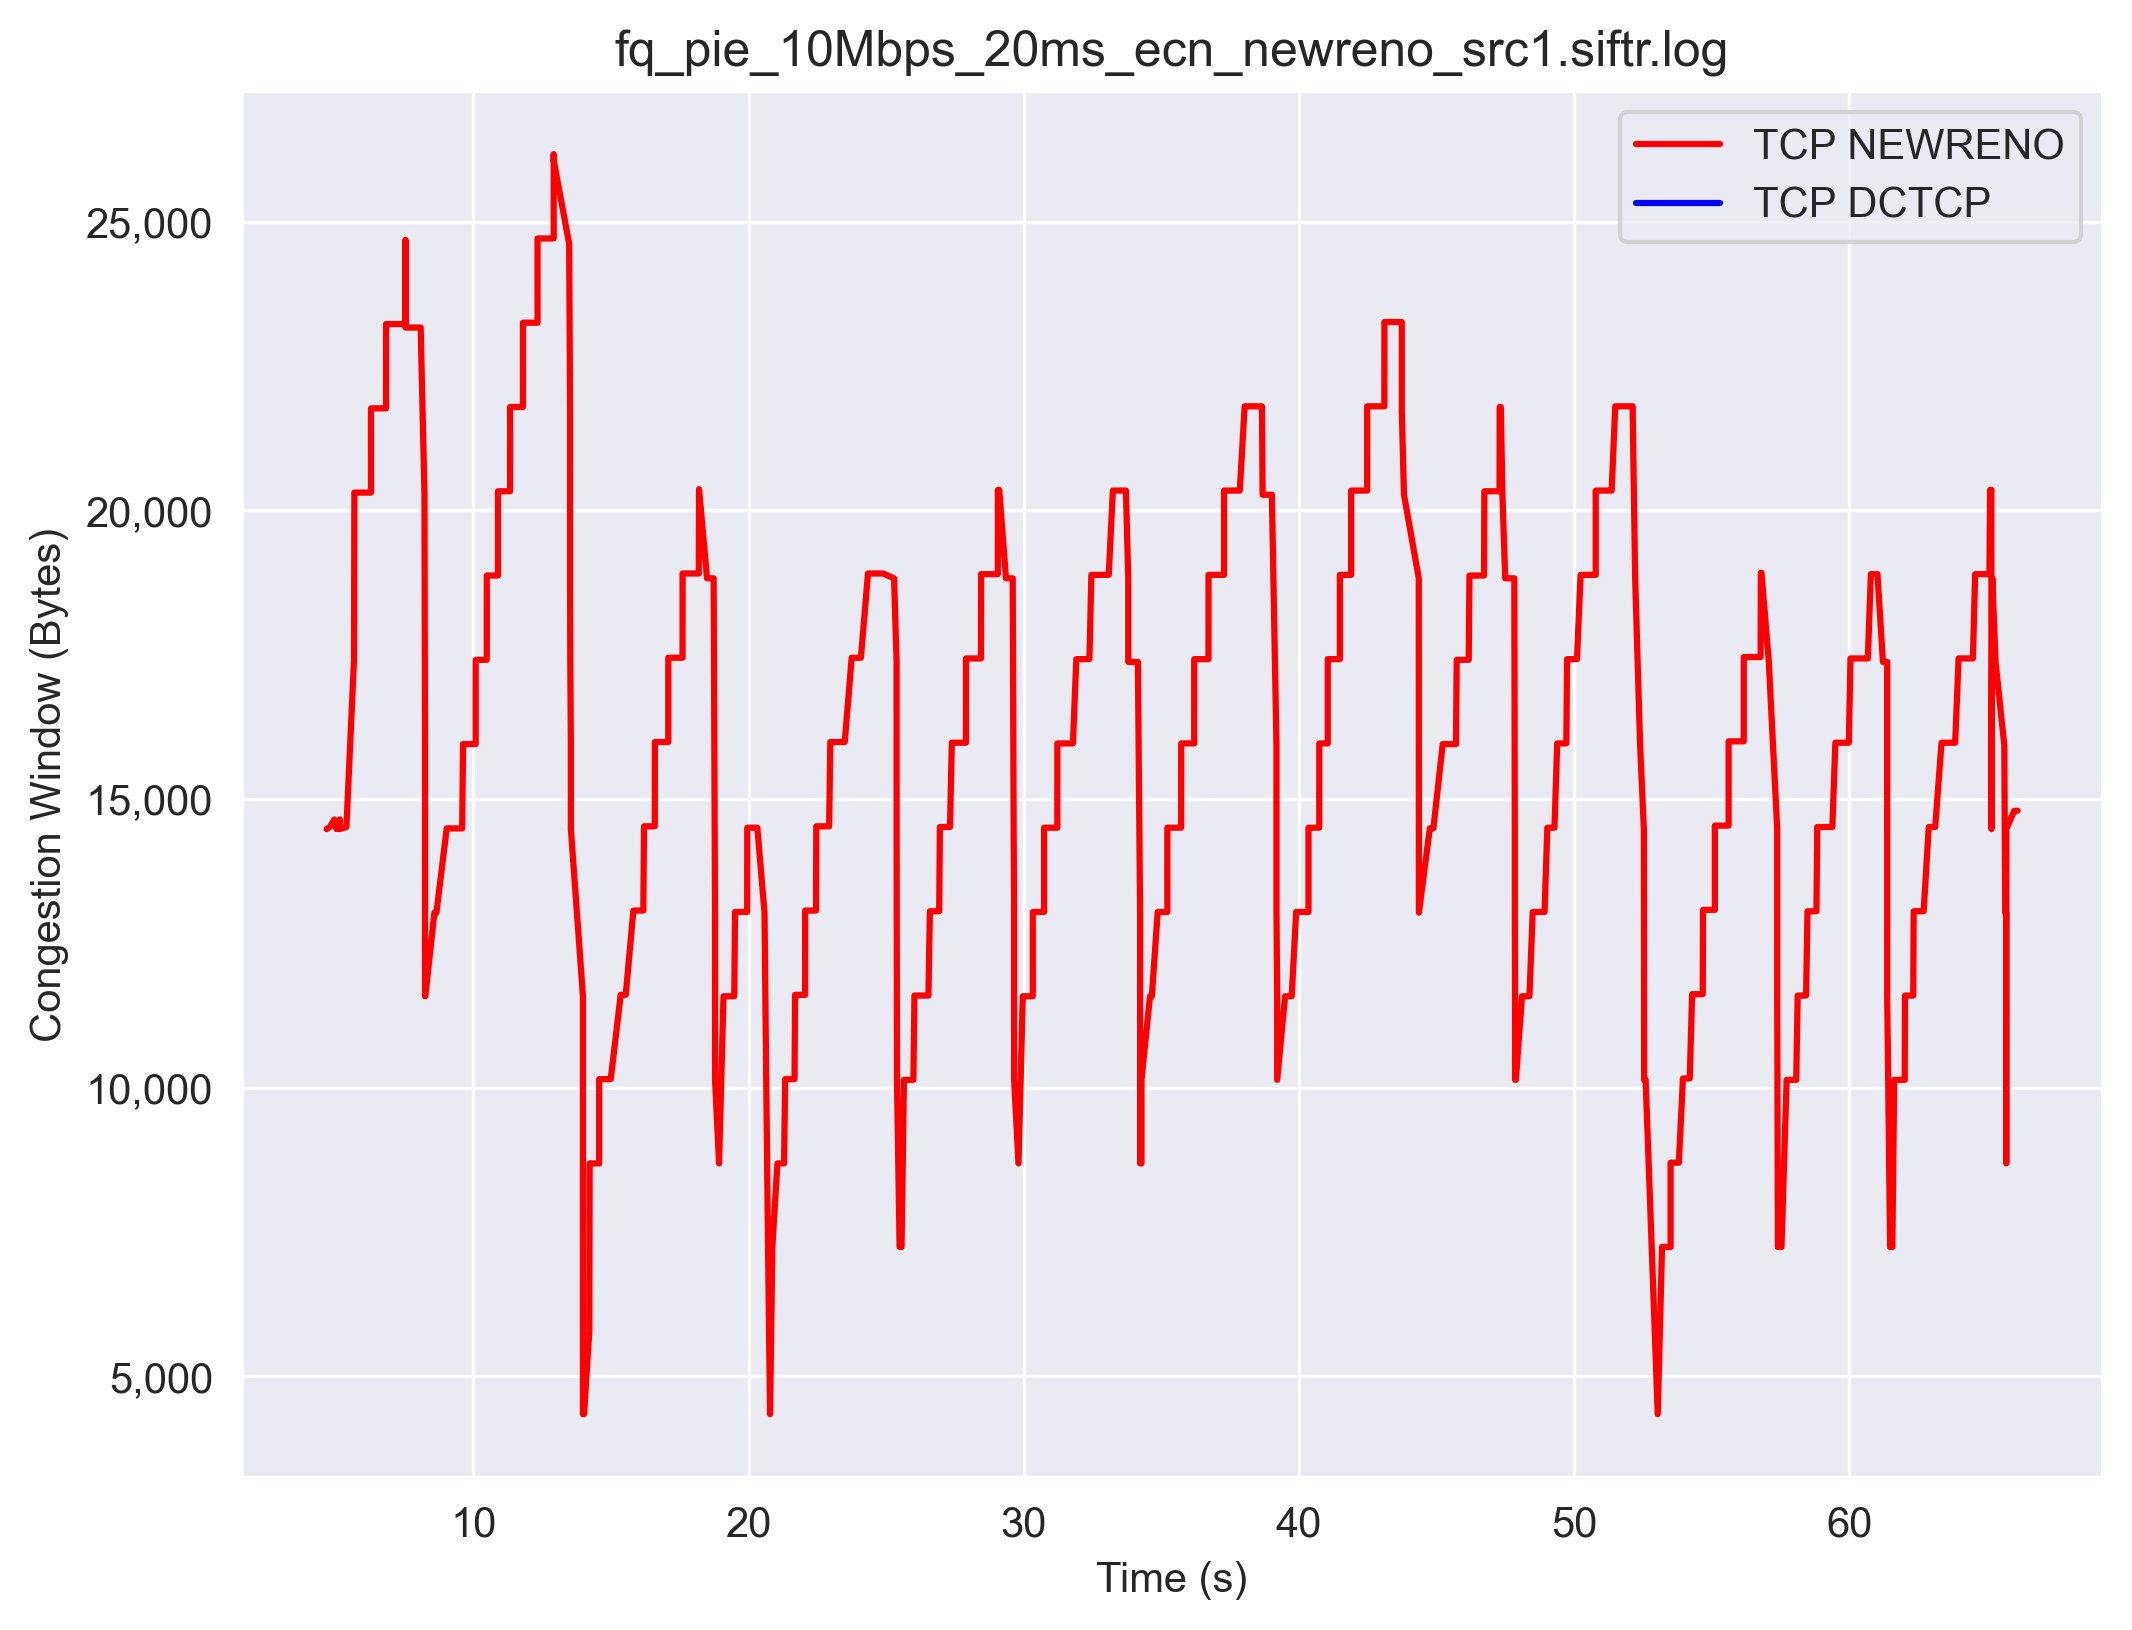 fq_pie_10Mbps_20ms_ecn_newreno_src1.siftr.log
TCP NEWRENO
TCP DCTCP
Congestion Window (Bytes)
25,000
20,000
15,000
10,000
5,000
10
20
30
40
50
60
Time (s)